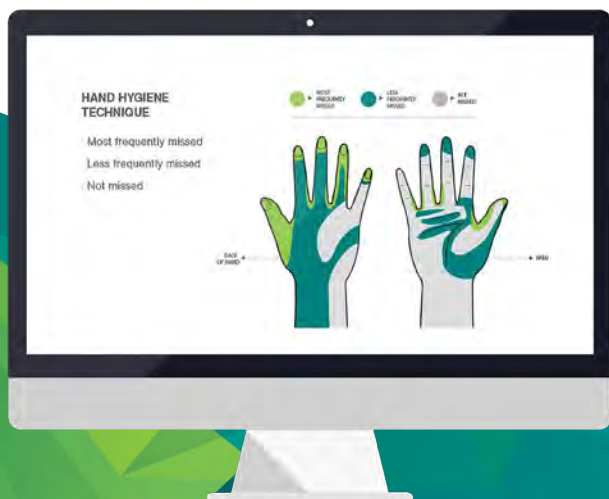 HAND HYGIENE
TECHNIQUE
Most frequently missed
Less frequently missed
Not missed
MOST
FREQUENTLY
MISSED
LESS
FREQUENTLY
MISSED
NOT
MISSED
BACK
OF HAND
PALM